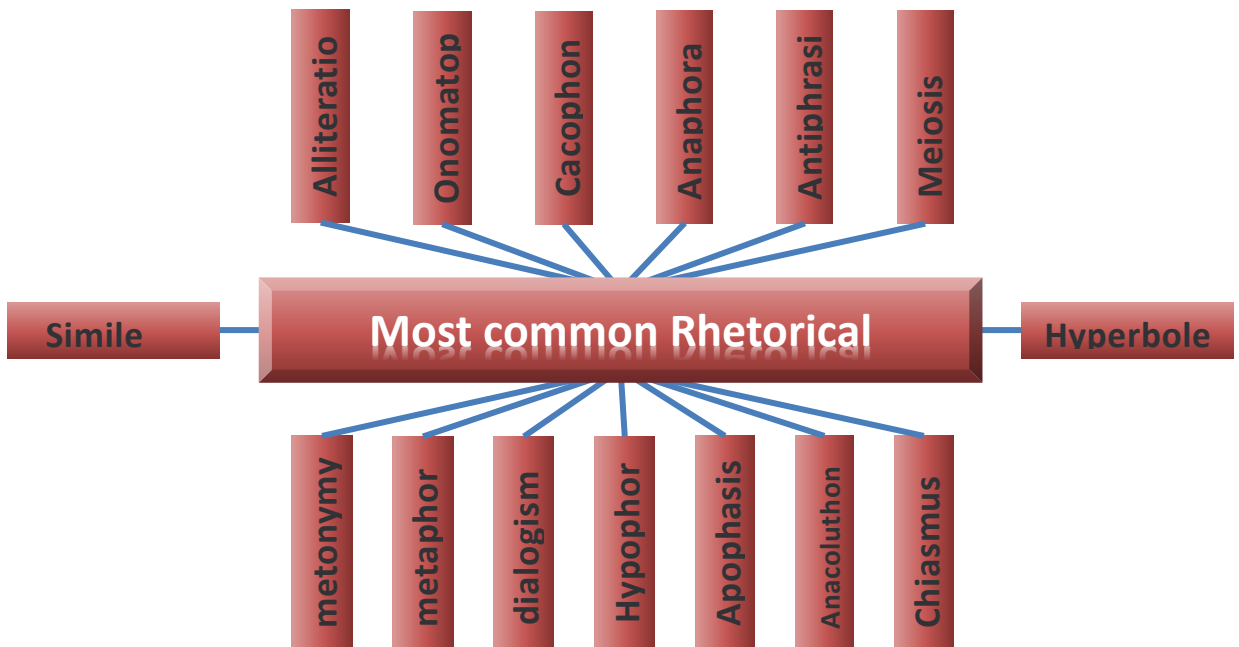 Alliteratio
Onomatop
Cacophon
Anaphora
Antiphrasi
Meiosis
Simile
Most common Rhetorical
Hyperbole
metonymy
metaphor
dialogism
Hypophor
Apophasis
Anacoluthon
Chiasmus